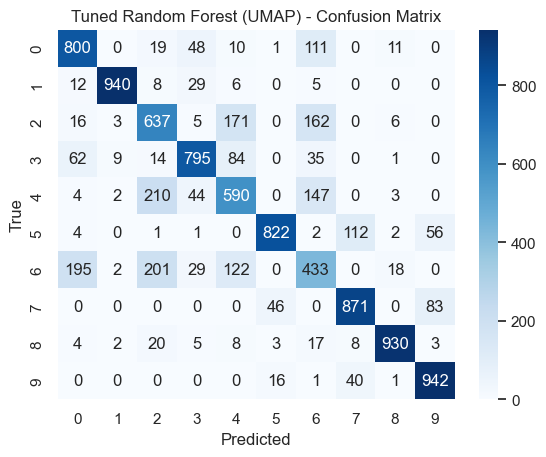 Tuned Random Forest (UMAP) - Confusion Matrix
0 800 0 19 48 10 1 111 0 11 0
1 12 940 8 29 6 0 5 0 0 0
2 16 3 637 5 171 0 162 0 6 0
3 62 9 14 795 84 0 35 0 1 0
4 4 2 210 44 590 0 147 0 3 0
5 4 0 1 1 0 822 2 112 2 56
6 195 2 201 29 122 0 433 0 18 0
7 0 0 0 0 0 46 0 871 0 83
8 4 2 20 5 8 3 17 8 930 3
9 0 0 0 0 0 16 1 40 1 942
0 1 2 3 4 5 6 7 8 9
True
Predicted
800
600
400
200
0